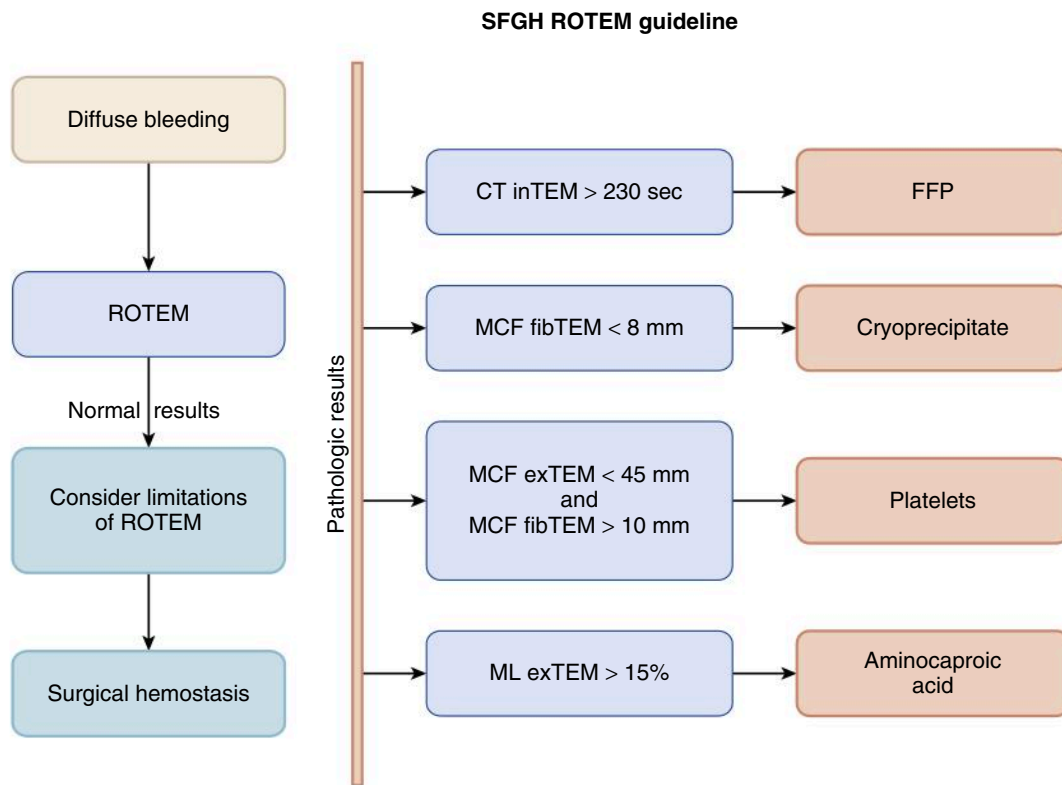 SFGH ROTEM guideline
Diffuse bleeding
ROTEM
Normal results
Consider limitations
of ROTEM
Surgical hemostasis
Pathologic results
CT inTEM > 230 sec
FFP
MCF fibTEM < 8 mm
Cryoprecipitate
MCF exTEM < 45 mm
and
MCF fibTEM > 10 mm
Platelets
ML exTEM > 15%
Aminocaproic
acid